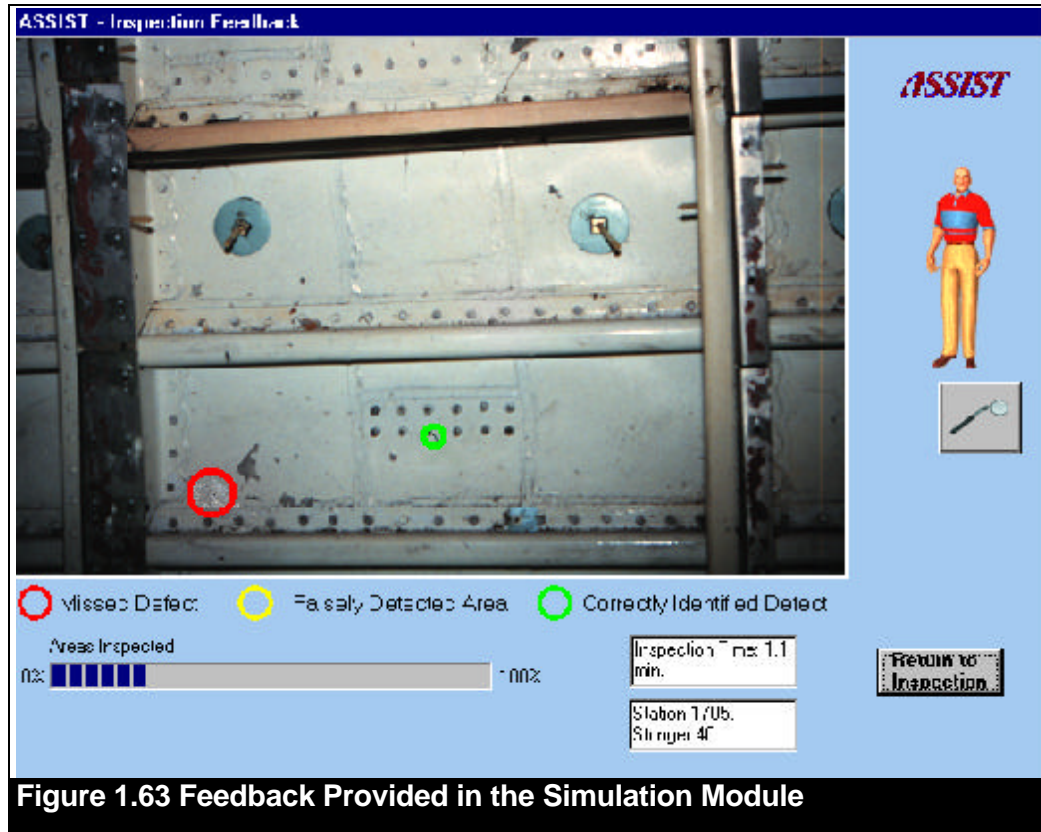 ASSIST - Inspection Feedback
ASSIST
Missed Defect Falsely Detected Area Correctly Identified Defect
Areas Inspected
0% 100%
Inspection Time: 1.1
min.
Station 1705,
Stringer
Return to
Inspection
Figure 1.63 Feedback Provided in the Simulation Module